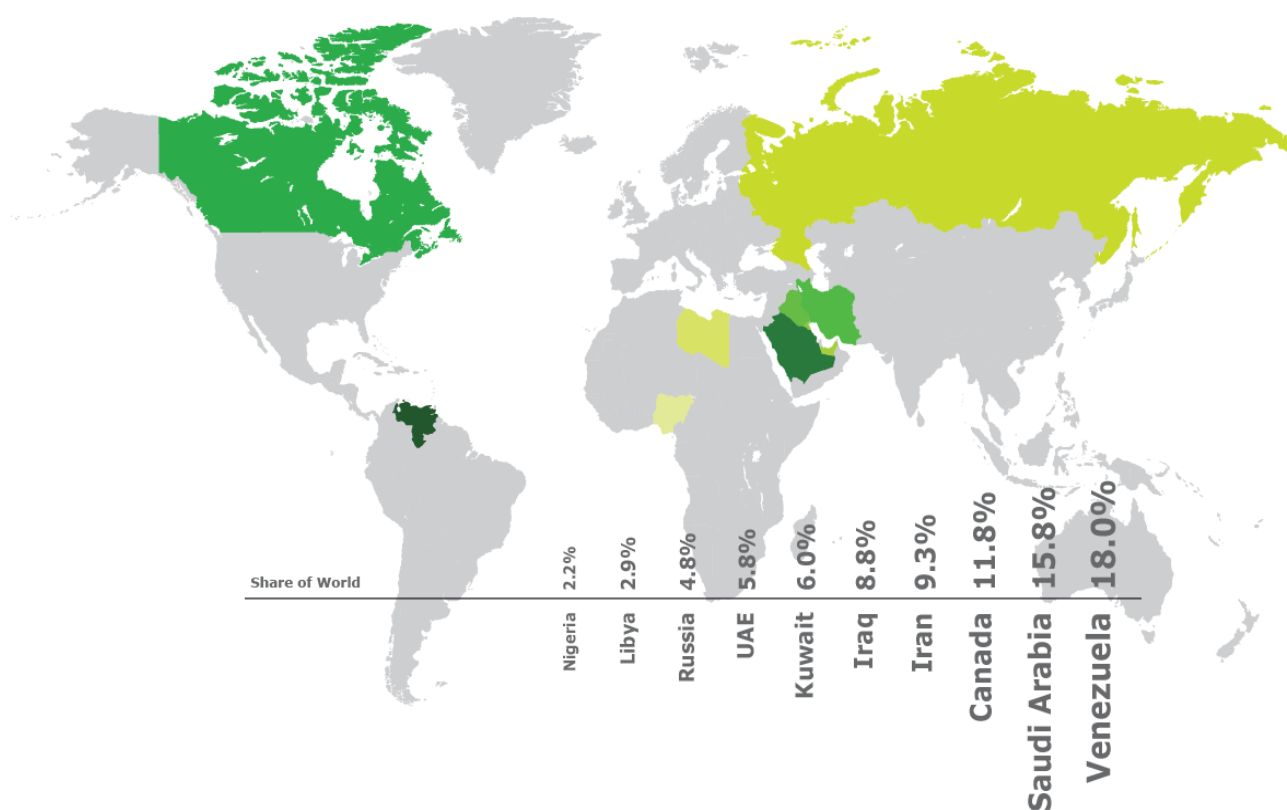 Share of World
2.2%
2.9%
4.8%
5.8%
6.0%
8.8%
9.3%
11.8%
15.8%
18.0%
Nigeria
Libya
Russia
UAE
Kuwait
Iraq
Iran
Canada
Saudi Arabia
Venezuela